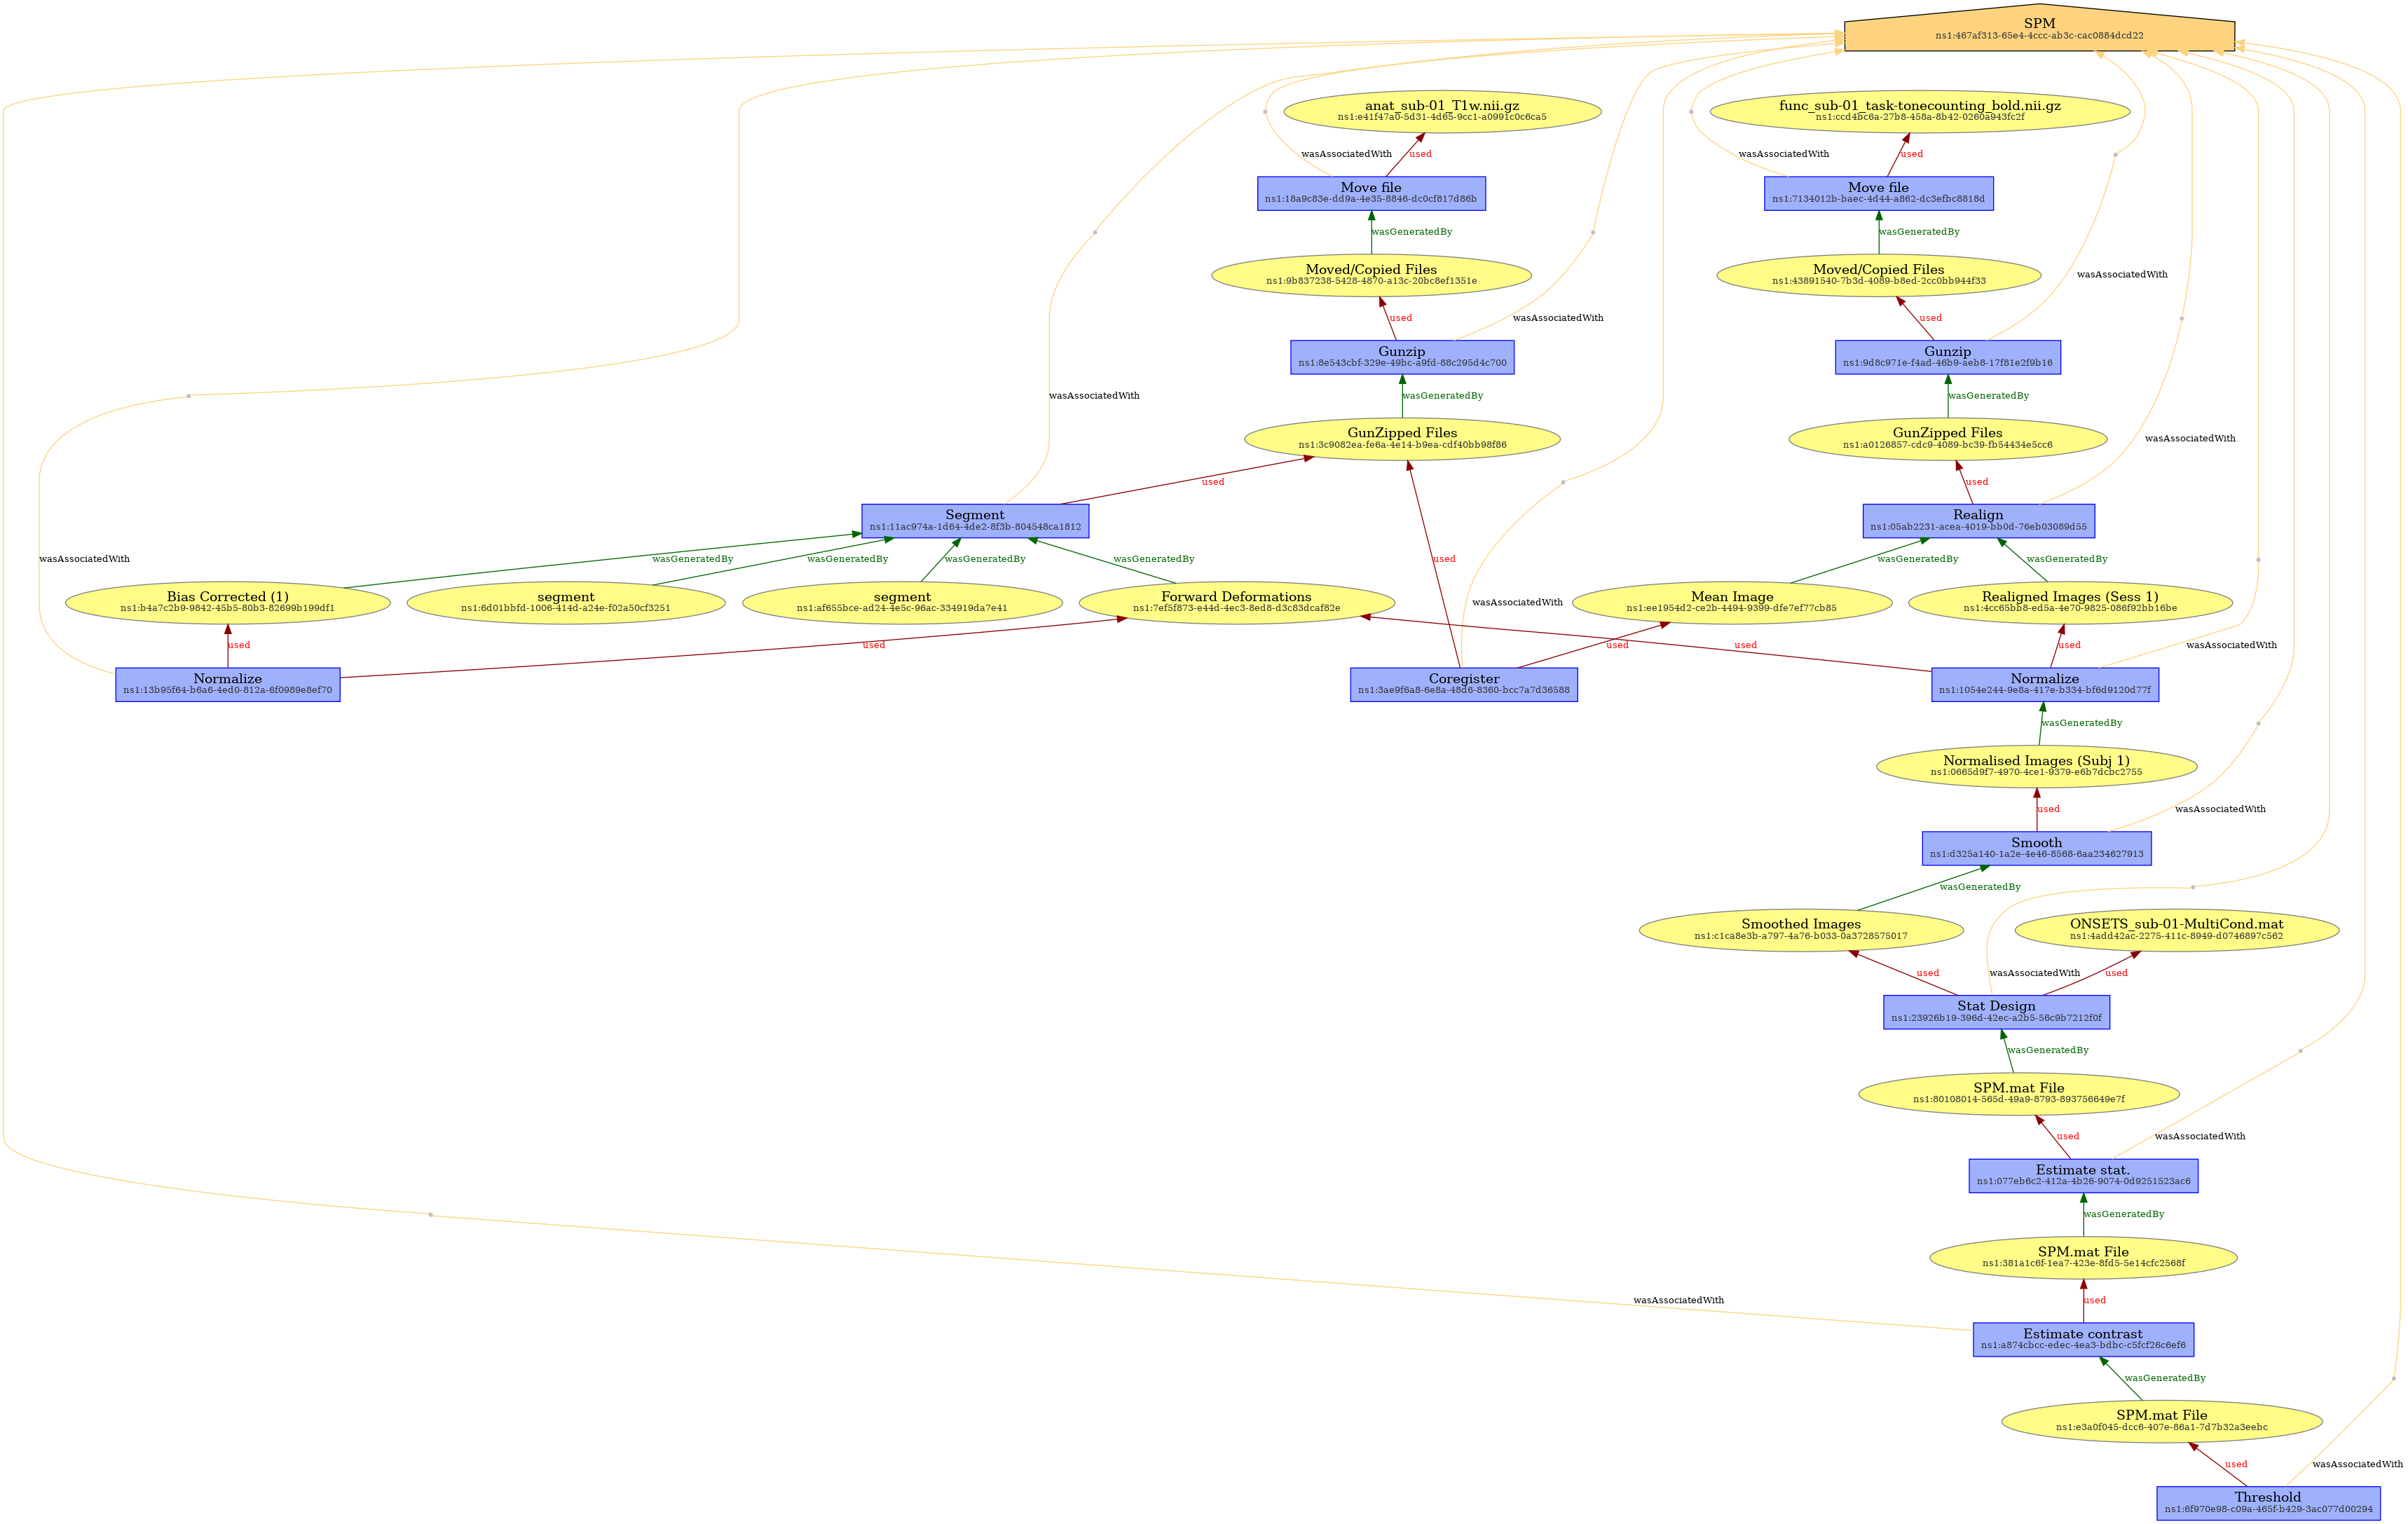 SPM
ns1:467af313-65e4-4ccc-ab3c-cac0884dcd22
anat_sub-01_T1w.nii.gz
ns1:e41f47a0-5d31-4d65-9cc1-a0991c0c6ca5
func_sub-01_task-tonecounting_bold.nii.gz
ns1:ccd4bc6a-27b8-458a-8b42-0260a943fc2f
wasAssociatedWith
used
wasAssociatedWith
used
Move file
ns1:18a9c83e-dd9a-4e35-8846-dc0cf817d86b
Move file
ns1:7134012b-baec-4d44-a862-dc3efbc8818d
wasGeneratedBy
wasGeneratedBy
Moved/Copied Files
ns1:9b837238-5428-4870-a13c-20bc8ef1351e
Moved/Copied Files
ns1:43891540-7b3d-4089-b8ed-2cc0bb944f33
wasAssociatedWith
used
wasAssociatedWith
used
Gunzip
ns1:8e543cbf-329e-49bc-a9fd-88c295d4c700
Gunzip
ns1:9d8c971e-f4ad-46b9-aeb8-17f81e2f9b16
wasAssociatedWith
wasGeneratedBy
wasGeneratedBy
GunZipped Files
ns1:3c9082ea-fe6a-4e14-b9ea-cdf40bb98f86
GunZipped Files
ns1:a0126857-cdc9-4089-bc39-fb54434e5cc6
wasAssociatedWith
used
used
Segment
ns1:11ac974a-1d64-4de2-8f3b-804548ca1812
Realign
ns1:05ab2231-acea-4019-bb0d-76eb03089d55
wasAssociatedWith
wasGeneratedBy
wasGeneratedBy
wasGeneratedBy
wasGeneratedBy
used
wasGeneratedBy
wasGeneratedBy
Bias Corrected (1)
ns1:b4a7c2b9-9842-45b5-80b3-82699b199df1
segment
ns1:6d01bbfd-1006-414d-a24e-f02a50cf3251
segment
ns1:af655bce-ad24-4e5c-96ac-334919da7e41
Forward Deformations
ns1:7ef5f873-e44d-4ec3-8ed8-d3c83dcaf82e
Mean Image
ns1:ee1954d2-ce2b-4494-9399-dfe7ef77cb85
Realigned Images (Sess 1)
ns1:4cc65bb8-ed5a-4e70-9825-086f92bb16be
wasAssociatedWith
used
used
used
used
used
wasAssociatedWith
Normalize
ns1:13b95f64-b6a6-4ed0-812a-6f0989e8ef70
Coregister
ns1:3ae9f6a8-6e8a-48d6-8360-bcc7a7d36588
Normalize
ns1:1054e244-9e8a-417e-b334-bf6d9120d77f
wasGeneratedBy
Normalised Images (Subj 1)
ns1:0665d9f7-4970-4ce1-9379-e6b7dcbc2755
used
wasAssociatedWith
Smooth
ns1:d325a140-1a2e-4e46-8568-6aa234627913
wasGeneratedBy
Smoothed Images
ns1:c1ca8e3b-a797-4a76-b033-0a3728575017
ONSETS_sub-01-MultiCond.mat
ns1:4add42ac-2275-411c-8949-d0746897c562
used
wasAssociatedWith
used
Stat Design
ns1:23926b19-396d-42ec-a2b5-56c9b7212f0f
wasGeneratedBy
SPM.mat File
ns1:80108014-565d-49a9-8793-893756649e7f
used
wasAssociatedWith
Estimate stat.
ns1:077eb6c2-412a-4b26-9074-0d9251523ac6
wasGeneratedBy
SPM.mat File
ns1:381a1c6f-1ea7-423e-8fd5-5e14cfc2568f
wasAssociatedWith
used
Estimate contrast
ns1:a874cbcc-edec-4ea3-bdbc-c5fcf26c6ef6
wasGeneratedBy
SPM.mat File
ns1:e3a0f045-dcc6-407e-86a1-7d7b32a3eebc
used
wasAssociatedWith
Threshold
ns1:6f970e98-c09a-465f-b429-3ac077d00294